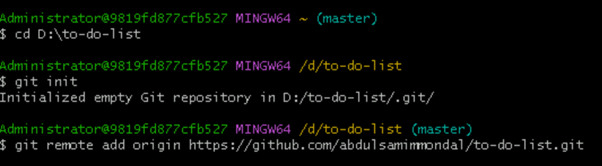 Administrator@9819fd877cfb527 MINGW64 ~ (master)
$ cd D:\to-do-list
Administrator@9819fd877cfb527 MINGW64 /d/to-do-list
$ git init
Initialized empty Git repository in D:/to-do-list/.git/
Administrator@9819fd877cfb527 MINGW64 /d/to-do-list (master)
$ git remote add origin https://github.com/abdulsamimmondal/to-do-list.git